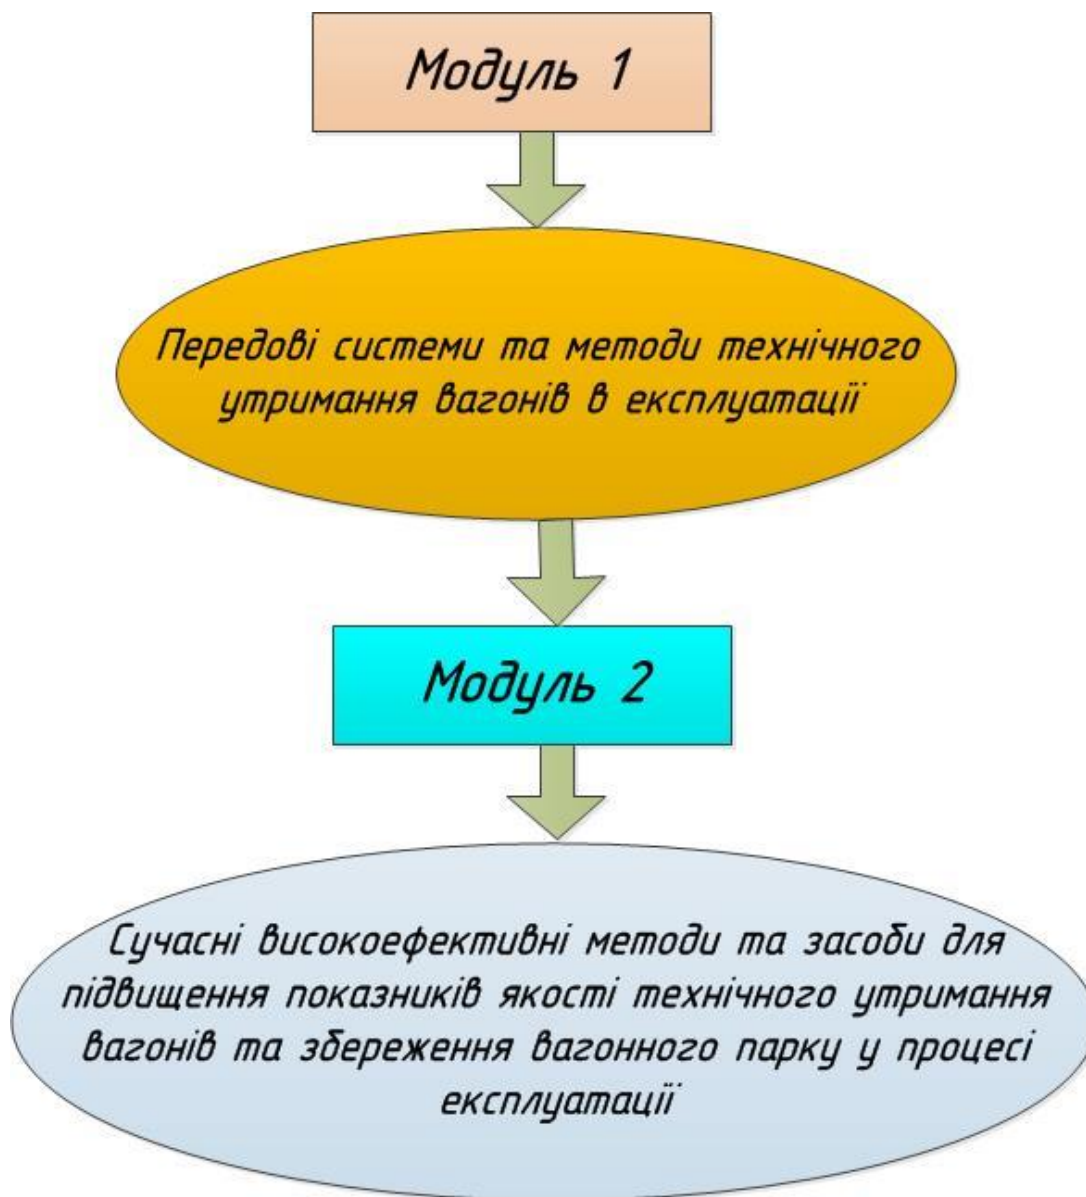 Модуль 1
Передові системи та методи технічного
утримання вагонів в експлуатації
Модуль 2
Сучасні високоефективні методи та засоби для
підвищення показників якості технічного утримання
вагонів та збереження вагонного парку у процесі
експлуатації